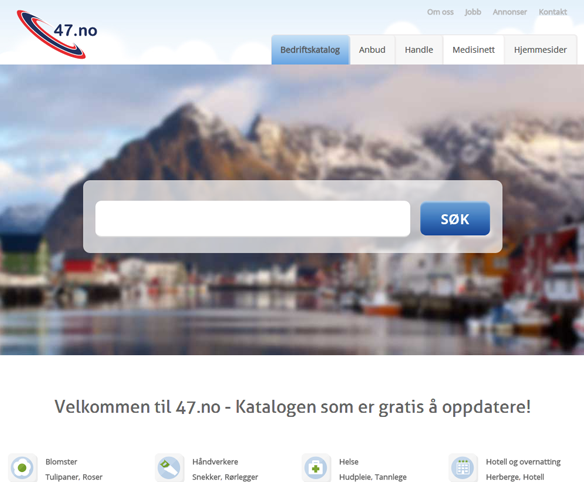 Om oss Jobb Annonser Kontakt
47.no
Bedriftskatalog Anbud Handle Medisinett Hjemmesider
SØK
Velkommen til 47.no - Katalogen som er gratis å oppdatere!
Blomster Håndverkere Helse Hotell og overnatting
Tulipaner, Roser Snekker, Rørlegger Hudpleie, Tannlege Herberge, Hotell